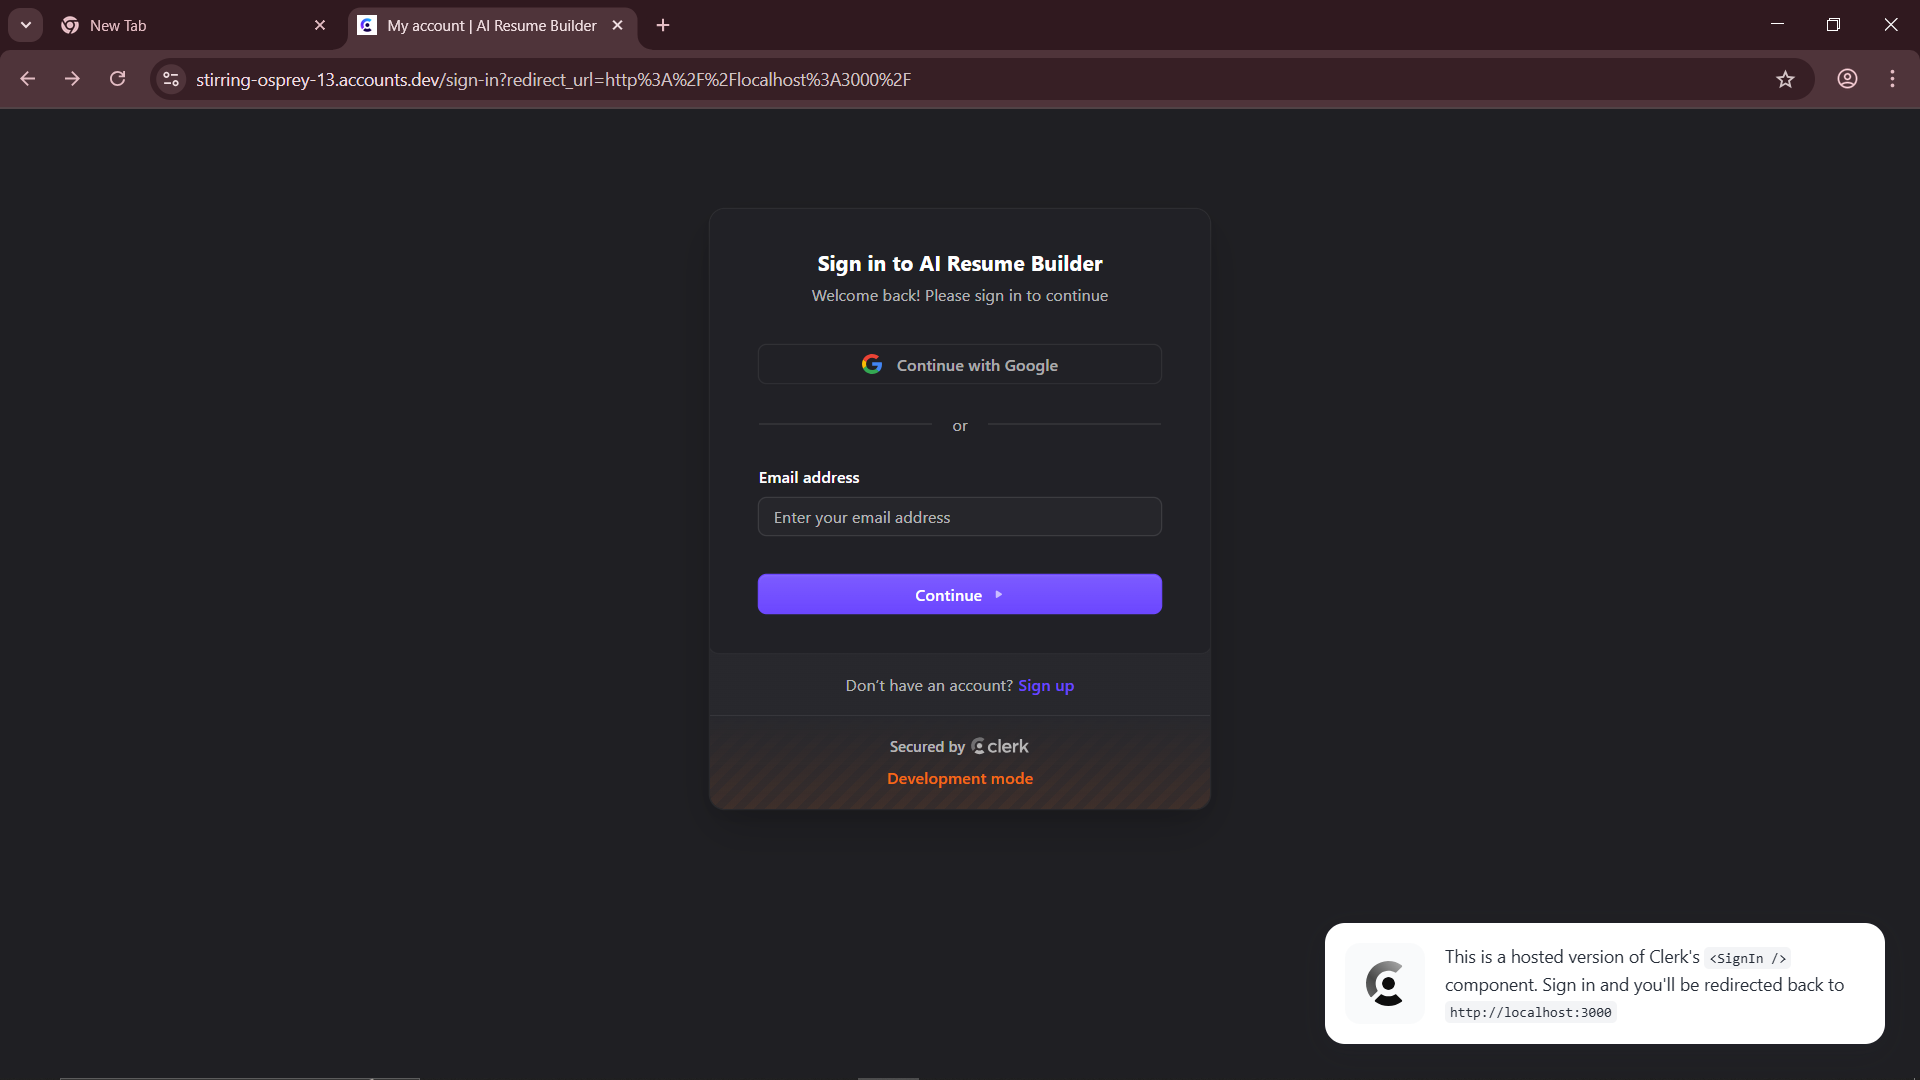 New Tab
My account | AI Resume Builder
stirring-osprey-13.accounts.dev/sign-in?redirect_url=http%3A%2F%2Flocalhost%3A3000%2F
Sign in to AI Resume Builder
Welcome back! Please sign in to continue
Continue with Google
or
Email address
Enter your email address
Continue
Don't have an account? Sign up
Secured by clerk
Development mode
This is a hosted version of Clerk's <SignIn />
component. Sign in and you'll be redirected back to
http://localhost:3000